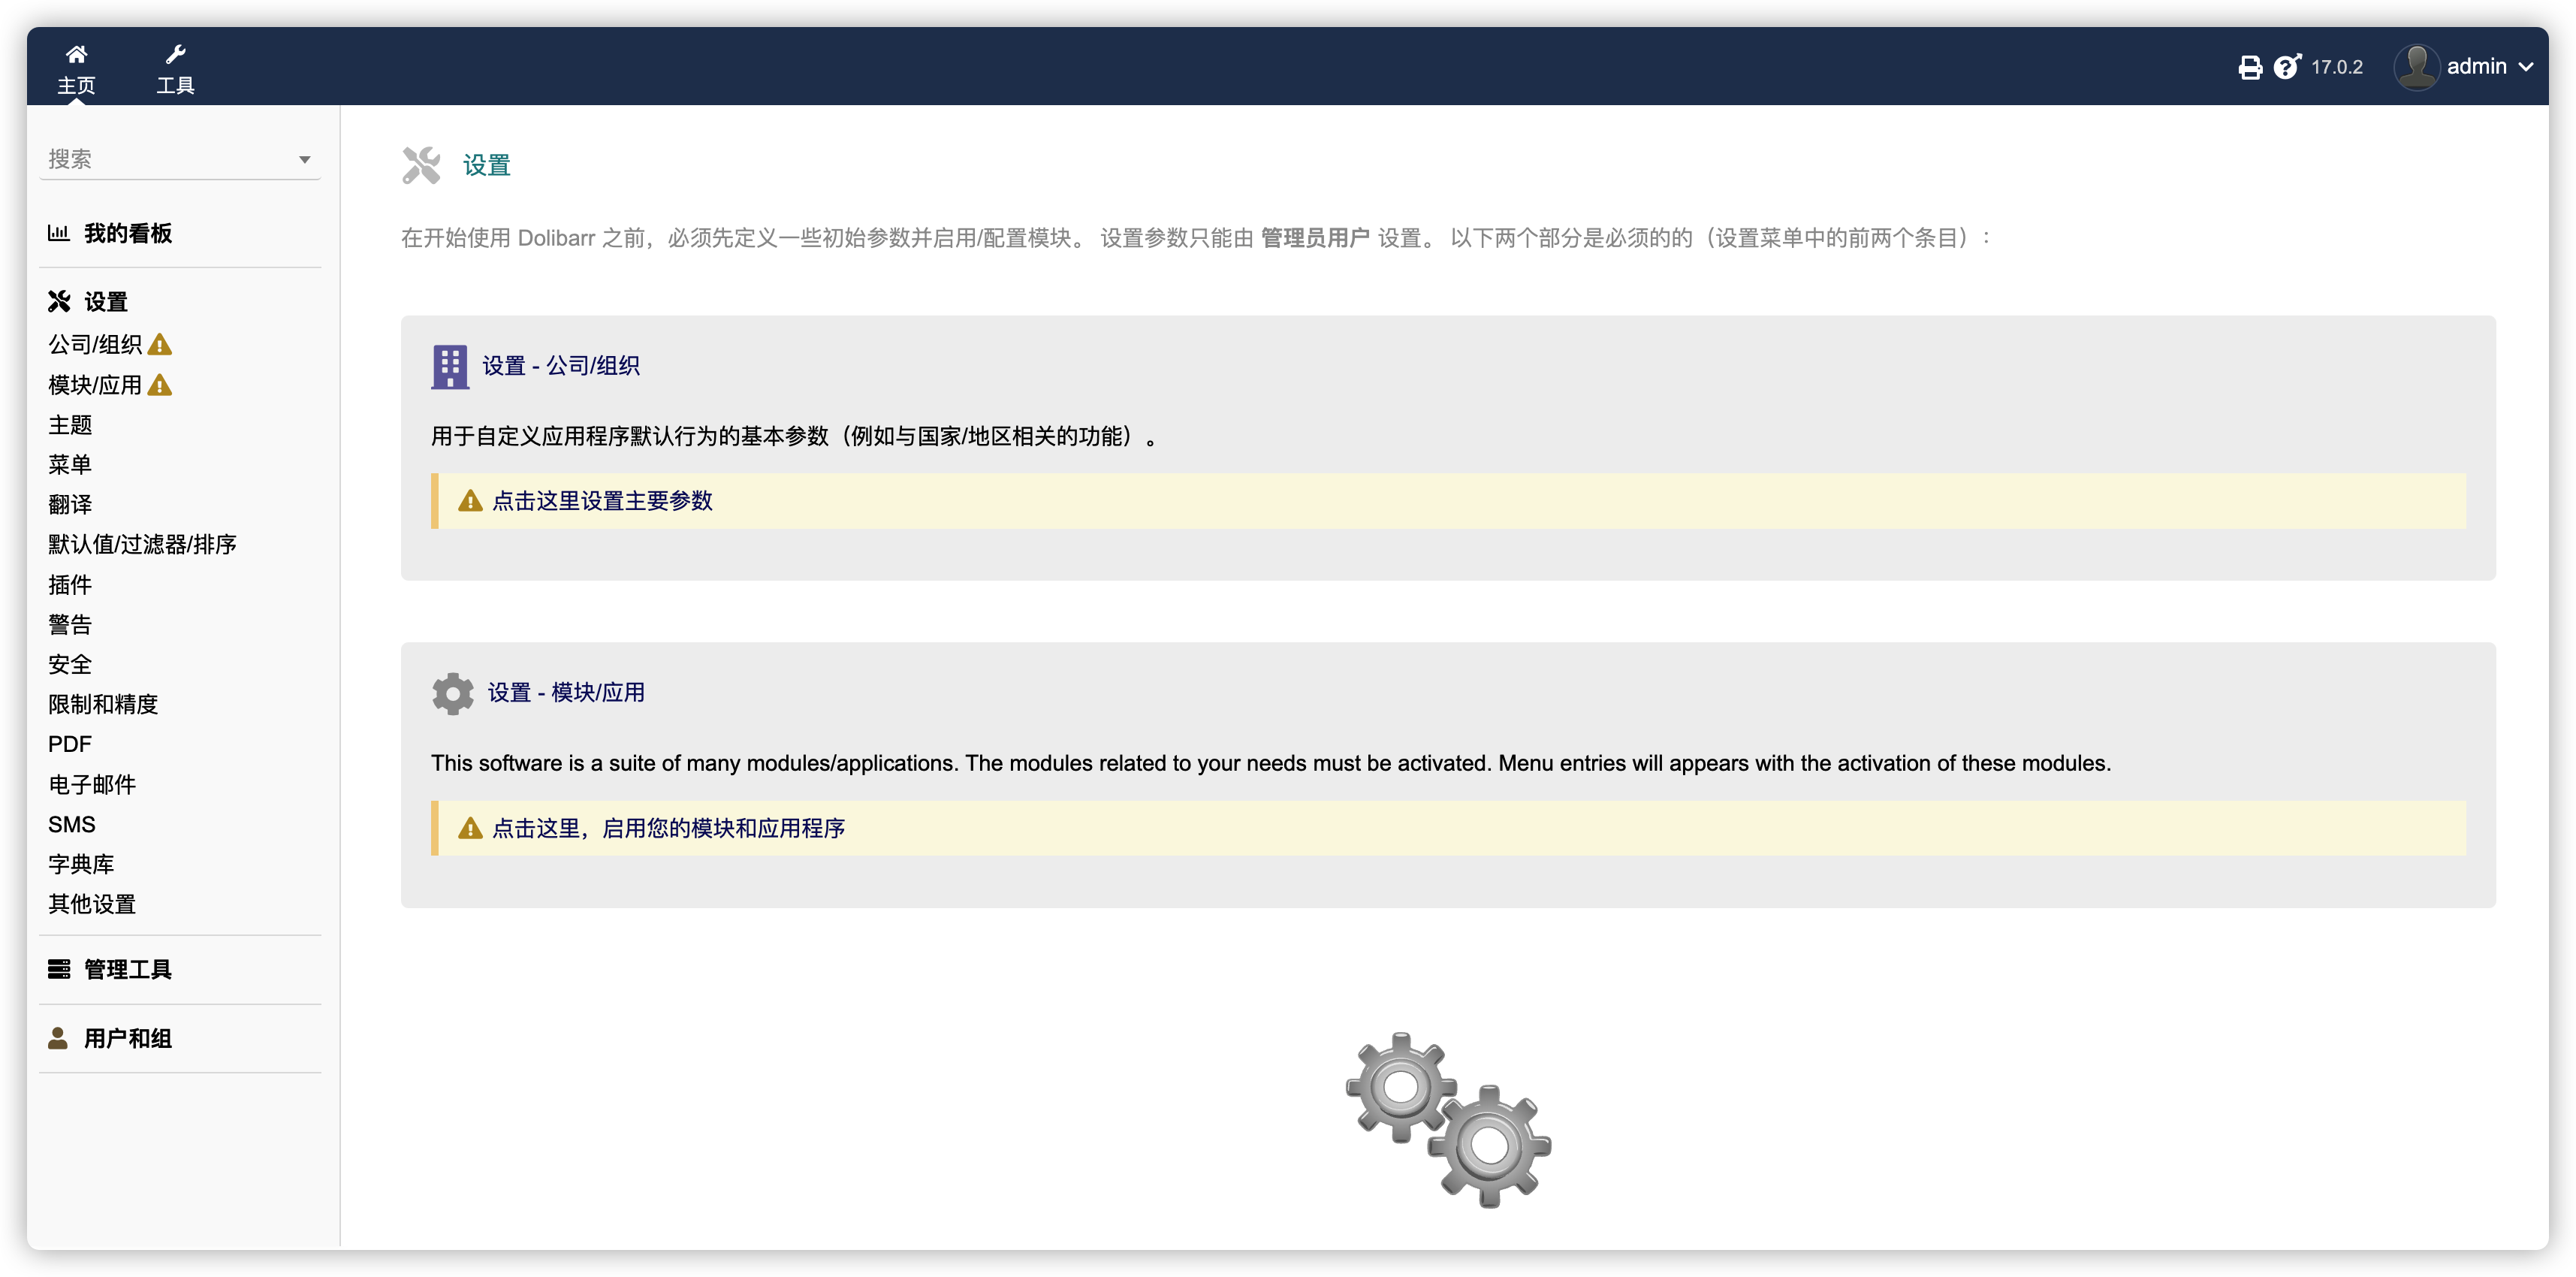 主页
工具
17.0.2
admin
搜索
我的看板
设置
公司/组织
模块/应用
主题
菜单
翻译
默认值/过滤器/排序
插件
警告
安全
限制和精度
PDF
电子邮件
SMS
字典库
其他设置
管理工具
用户和组
设置
在开始使用 Dolibarr 之前，必须先定义一些初始参数并启用/配置模块。 设置参数只能由 管理员用户 设置。 以下两个部分是必须的的（设置菜单中的前两个条目）：
设置 - 公司/组织
用于自定义应用程序默认行为的基本参数（例如与国家/地区相关的功能）。
点击这里设置主要参数
设置 - 模块/应用
This software is a suite of many modules/applications. The modules related to your needs must be activated. Menu entries will appears with the activation of these modules.
点击这里，启用您的模块和应用程序